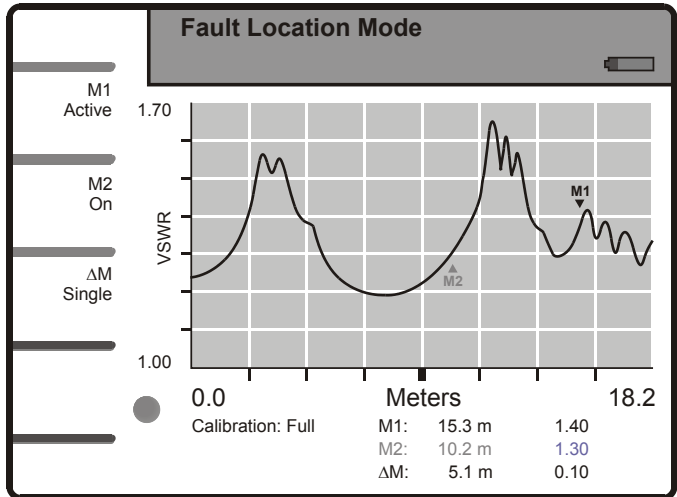 Fault Location Mode
M1
Active
M2
On
ΔM
Single
1.70
VSWR
1.00
M1
M2
0.0 Meters 18.2
Calibration: Full
M1: 15.3 m 1.40
M2: 10.2 m 1.30
ΔM: 5.1 m 0.10